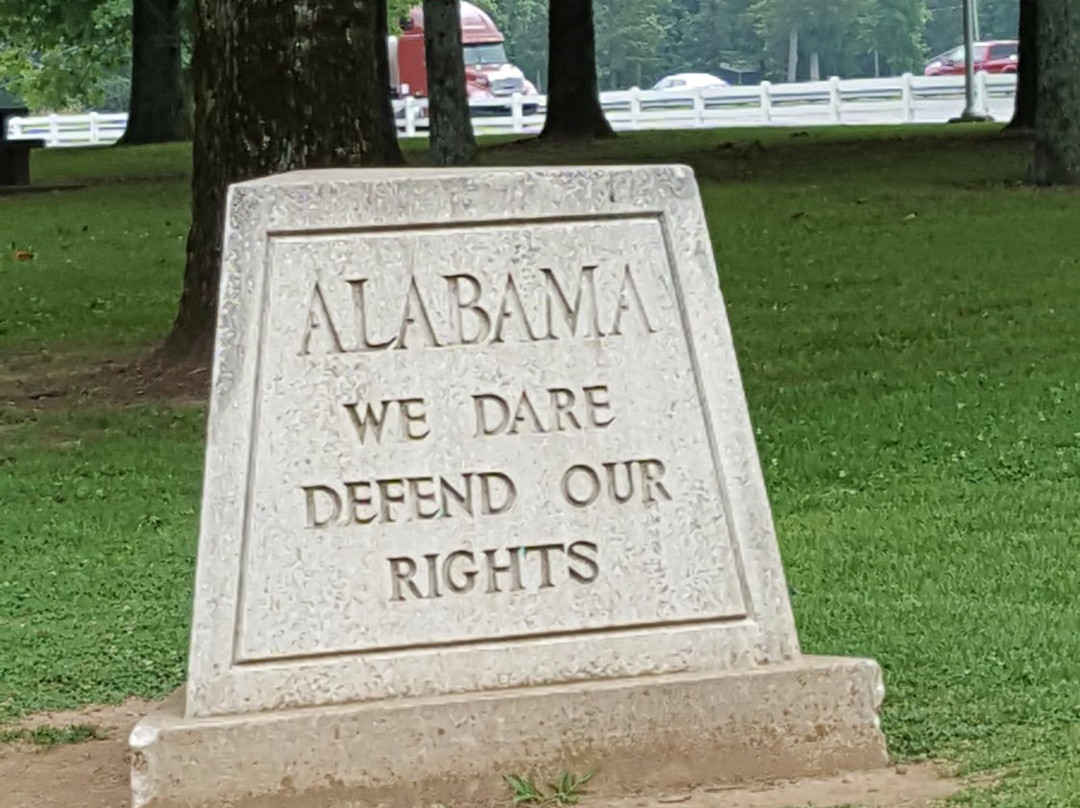 ALABAMA
WE DARE
DEFEND OUR
RIGHTS